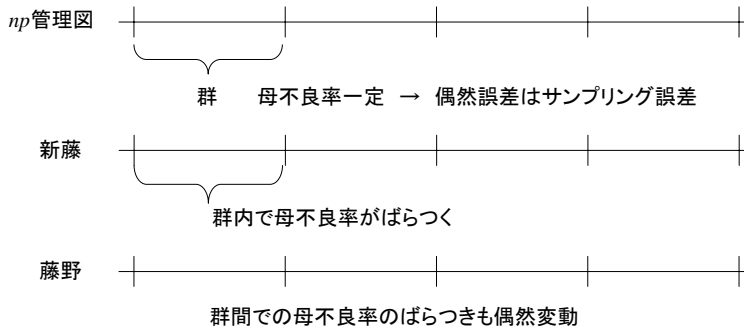 np管理図
群 母不良率一定 → 偶然誤差はサンプリング誤差
新藤
群内で母不良率がばらつく
藤野
群間での母不良率のばらつきも偶然変動